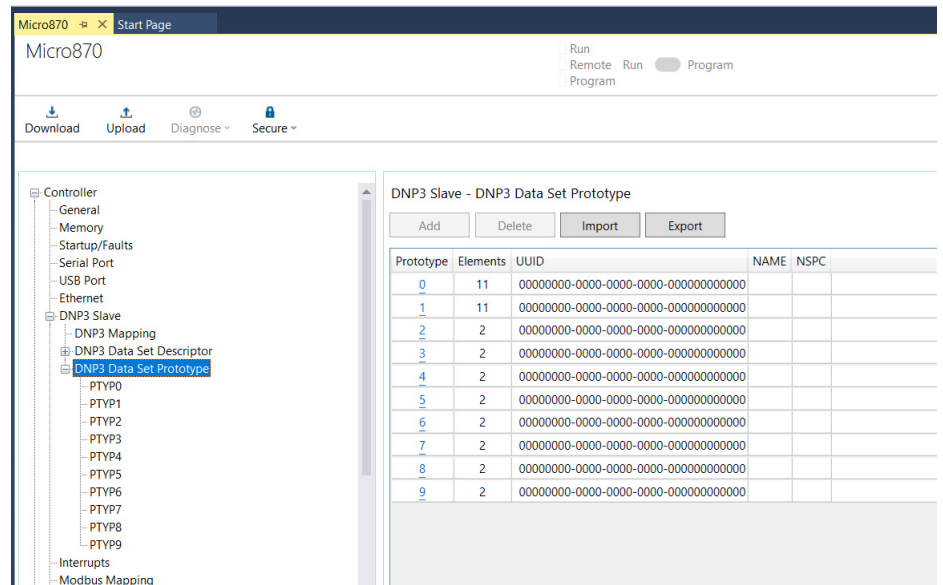 Micro870 Start Page
Micro870
Run
Remote Run Program
Program
Download Upload Diagnose Secure
Controller
General
Memory
Startup/Faults
Serial Port
USB Port
Ethernet
DNP3 Slave
DNP3 Mapping
DNP3 Data Set Descriptor
DNP3 Data Set Prototype
PTYP0
PTYP1
PTYP2
PTYP3
PTYP4
PTYP5
PTYP6
PTYP7
PTYP8
PTYP9
Interrupts
Modbus Mapping
DNP3 Slave - DNP3 Data Set Prototype
Add Delete Import Export
Prototype Elements UUID NAME NSPC
0 11 00000000-0000-0000-0000-000000000000
1 11 00000000-0000-0000-0000-000000000000
2 2 00000000-0000-0000-0000-000000000000
3 2 00000000-0000-0000-0000-000000000000
4 2 00000000-0000-0000-0000-000000000000
5 2 00000000-0000-0000-0000-000000000000
6 2 00000000-0000-0000-0000-000000000000
7 2 00000000-0000-0000-0000-000000000000
8 2 00000000-0000-0000-0000-000000000000
9 2 00000000-0000-0000-0000-000000000000